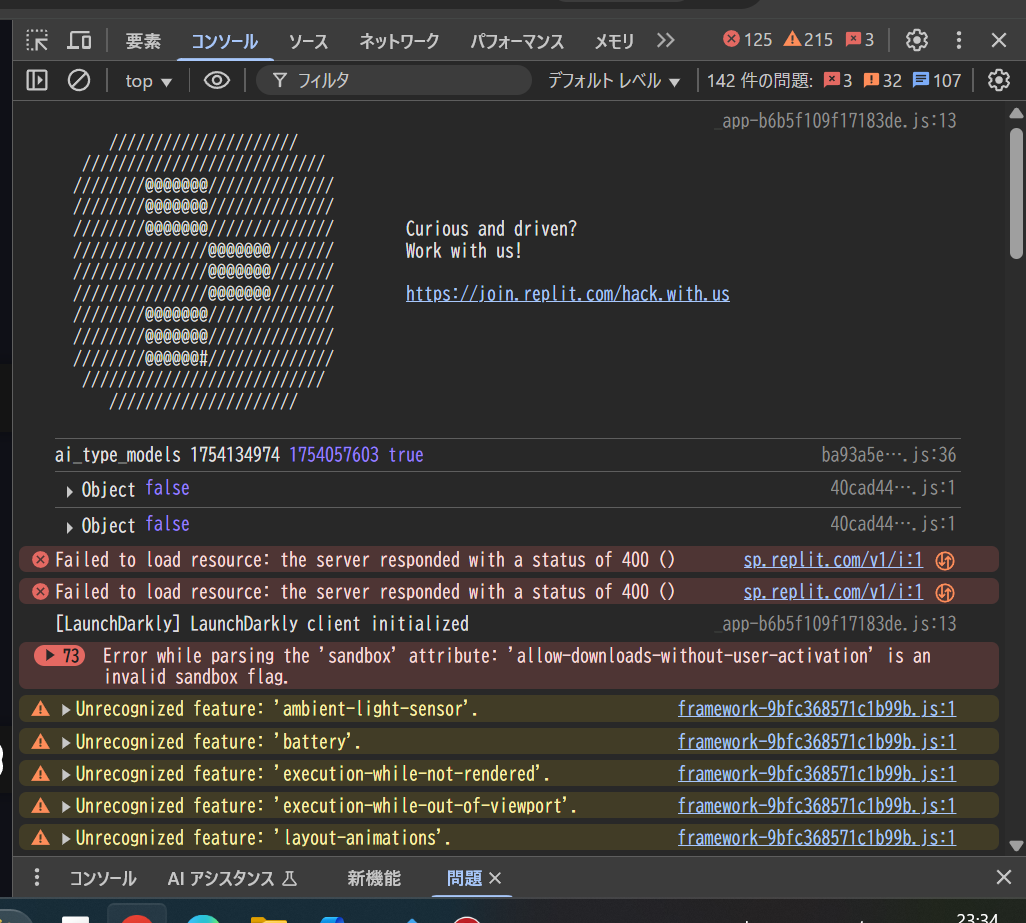 要素 コンソール ソース ネットワーク パフォーマンス メモリ 125 215 3
top フィルタ デフォルト レベル 142 件の問題: 3 32 107
_app-b6b5f109f17183de.js:13
/////////////////////
///////////////////////////
////////@@@@@@@//////////////
////////@@@@@@@//////////////
////////@@@@@@@//////////////
///////////////@@@@@@@///////
///////////////@@@@@@@///////
///////////////@@@@@@@///////
////////@@@@@@@//////////////
////////@@@@@@@//////////////
////////@@@@@@#//////////////
///////////////////////////
/////////////////////
Curious and driven?
Work with us!
https://join.replit.com/hack.with.us
ai_type_models 1754134974 1754057603 true ba93a5e….js:36
Object false 40cad44….js:1
Object false 40cad44….js:1
Failed to load resource: the server responded with a status of 400 () sp.replit.com/v1/i:1
Failed to load resource: the server responded with a status of 400 () sp.replit.com/v1/i:1
[LaunchDarkly] LaunchDarkly client initialized _app-b6b5f109f17183de.js:13
73 Error while parsing the 'sandbox' attribute: 'allow-downloads-without-user-activation' is an
invalid sandbox flag.
Unrecognized feature: 'ambient-light-sensor'. framework-9bfc368571c1b99b.js:1
Unrecognized feature: 'battery'. framework-9bfc368571c1b99b.js:1
Unrecognized feature: 'execution-while-not-rendered'. framework-9bfc368571c1b99b.js:1
Unrecognized feature: 'execution-while-out-of-viewport'. framework-9bfc368571c1b99b.js:1
Unrecognized feature: 'layout-animations'. framework-9bfc368571c1b99b.js:1
コンソール AI アシスタンス 新機能 問題
23:34